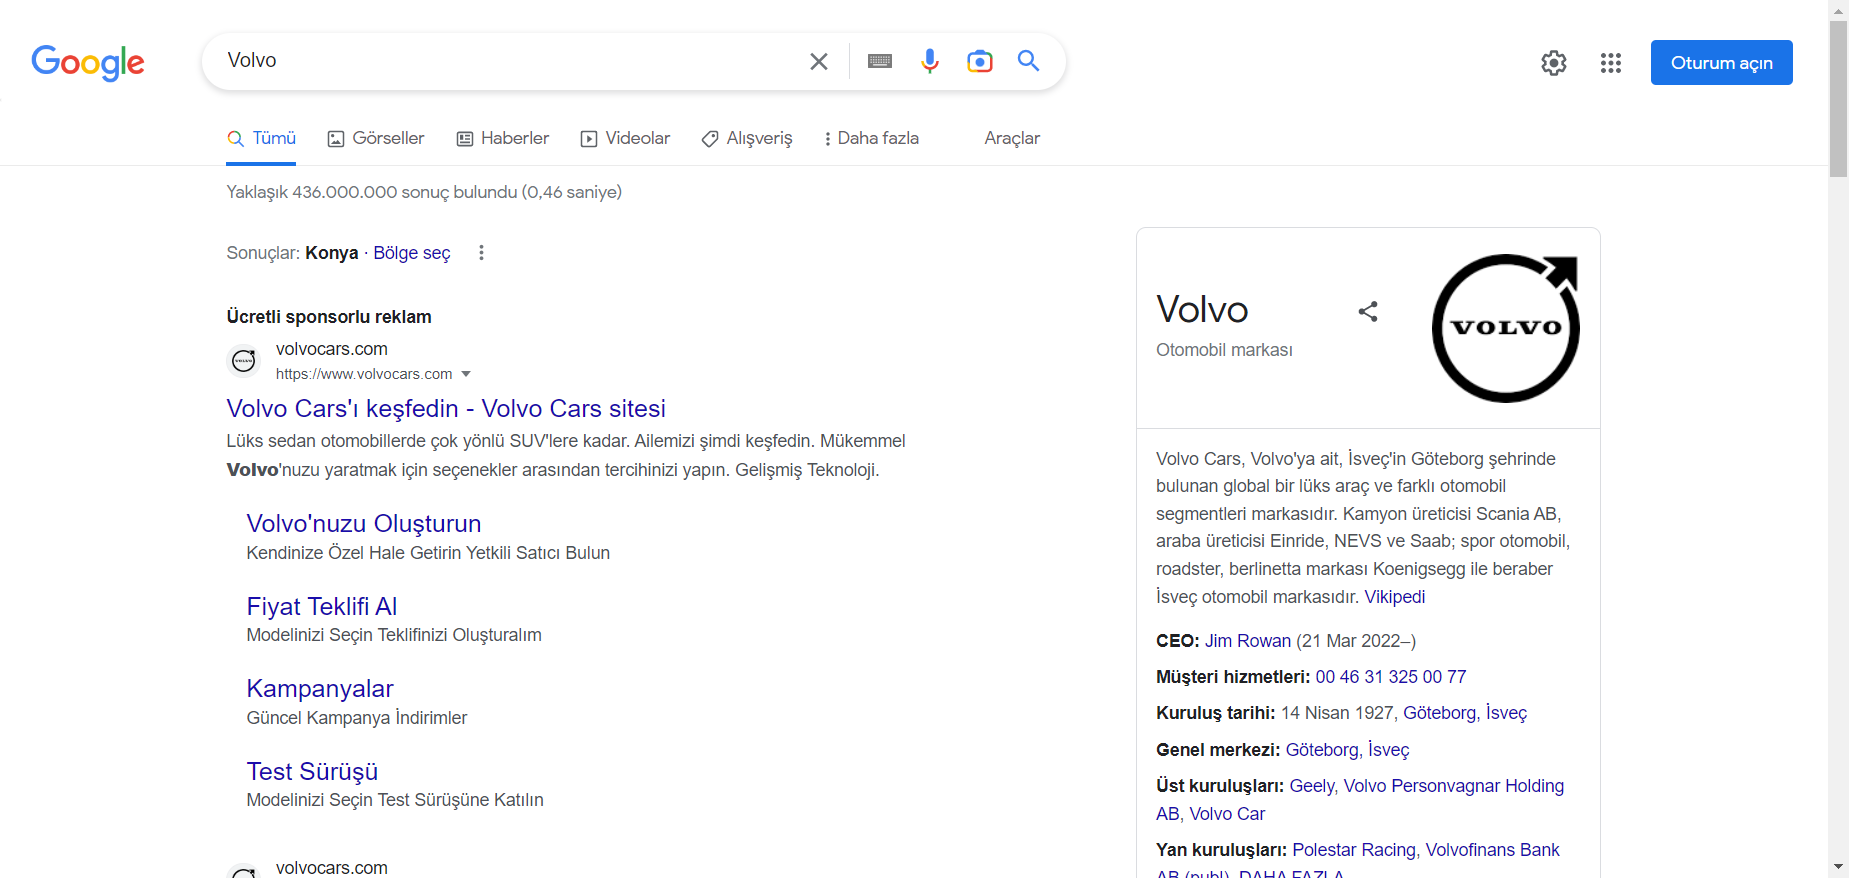 Google
Volvo
Oturum açın
Tümü
Görseller
Haberler
Videolar
Alışveriş
Daha fazla
Araçlar
Yaklaşık 436.000.000 sonuç bulundu (0,46 saniye)
Sonuçlar: Konya · Bölge seç
Ücretli sponsorlu reklam
volvocars.com
https://www.volvocars.com
Volvo Cars'ı keşfedin - Volvo Cars sitesi
Lüks sedan otomobillerde çok yönlü SUV'lere kadar. Ailemizi şimdi keşfedin. Mükemmel
Volvo'nuzu yaratmak için seçenekler arasından tercihinizi yapın. Gelişmiş Teknoloji.
Volvo'nuzu Oluşturun
Kendinize Özel Hale Getirin Yetkili Satıcı Bulun
Fiyat Teklifi Al
Modelinizi Seçin Teklifinizi Oluşturalım
Kampanyalar
Güncel Kampanya İndirimler
Test Sürüşü
Modelinizi Seçin Test Sürüşüne Katılın
volvocars.com
Volvo
Otomobil markası
VOLVO
Volvo Cars, Volvo'ya ait, İsveç'in Göteborg şehrinde
bulunan global bir lüks araç ve farklı otomobil
segmentleri markasıdır. Kamyon üreticisi Scania AB,
araba üreticisi Einride, NEVS ve Saab; spor otomobil,
roadster, berlinetta markası Koenigsegg ile beraber
İsveç otomobil markasıdır. Vikipedi
CEO: Jim Rowan (21 Mar 2022–)
Müşteri hizmetleri: 00 46 31 325 00 77
Kuruluş tarihi: 14 Nisan 1927, Göteborg, İsveç
Genel merkezi: Göteborg, İsveç
Üst kuruluşları: Geely, Volvo Personvagnar Holding
AB, Volvo Car
Yan kuruluşları: Polestar Racing, Volvofinans Bank
AB (publ), DAHA FAZLA